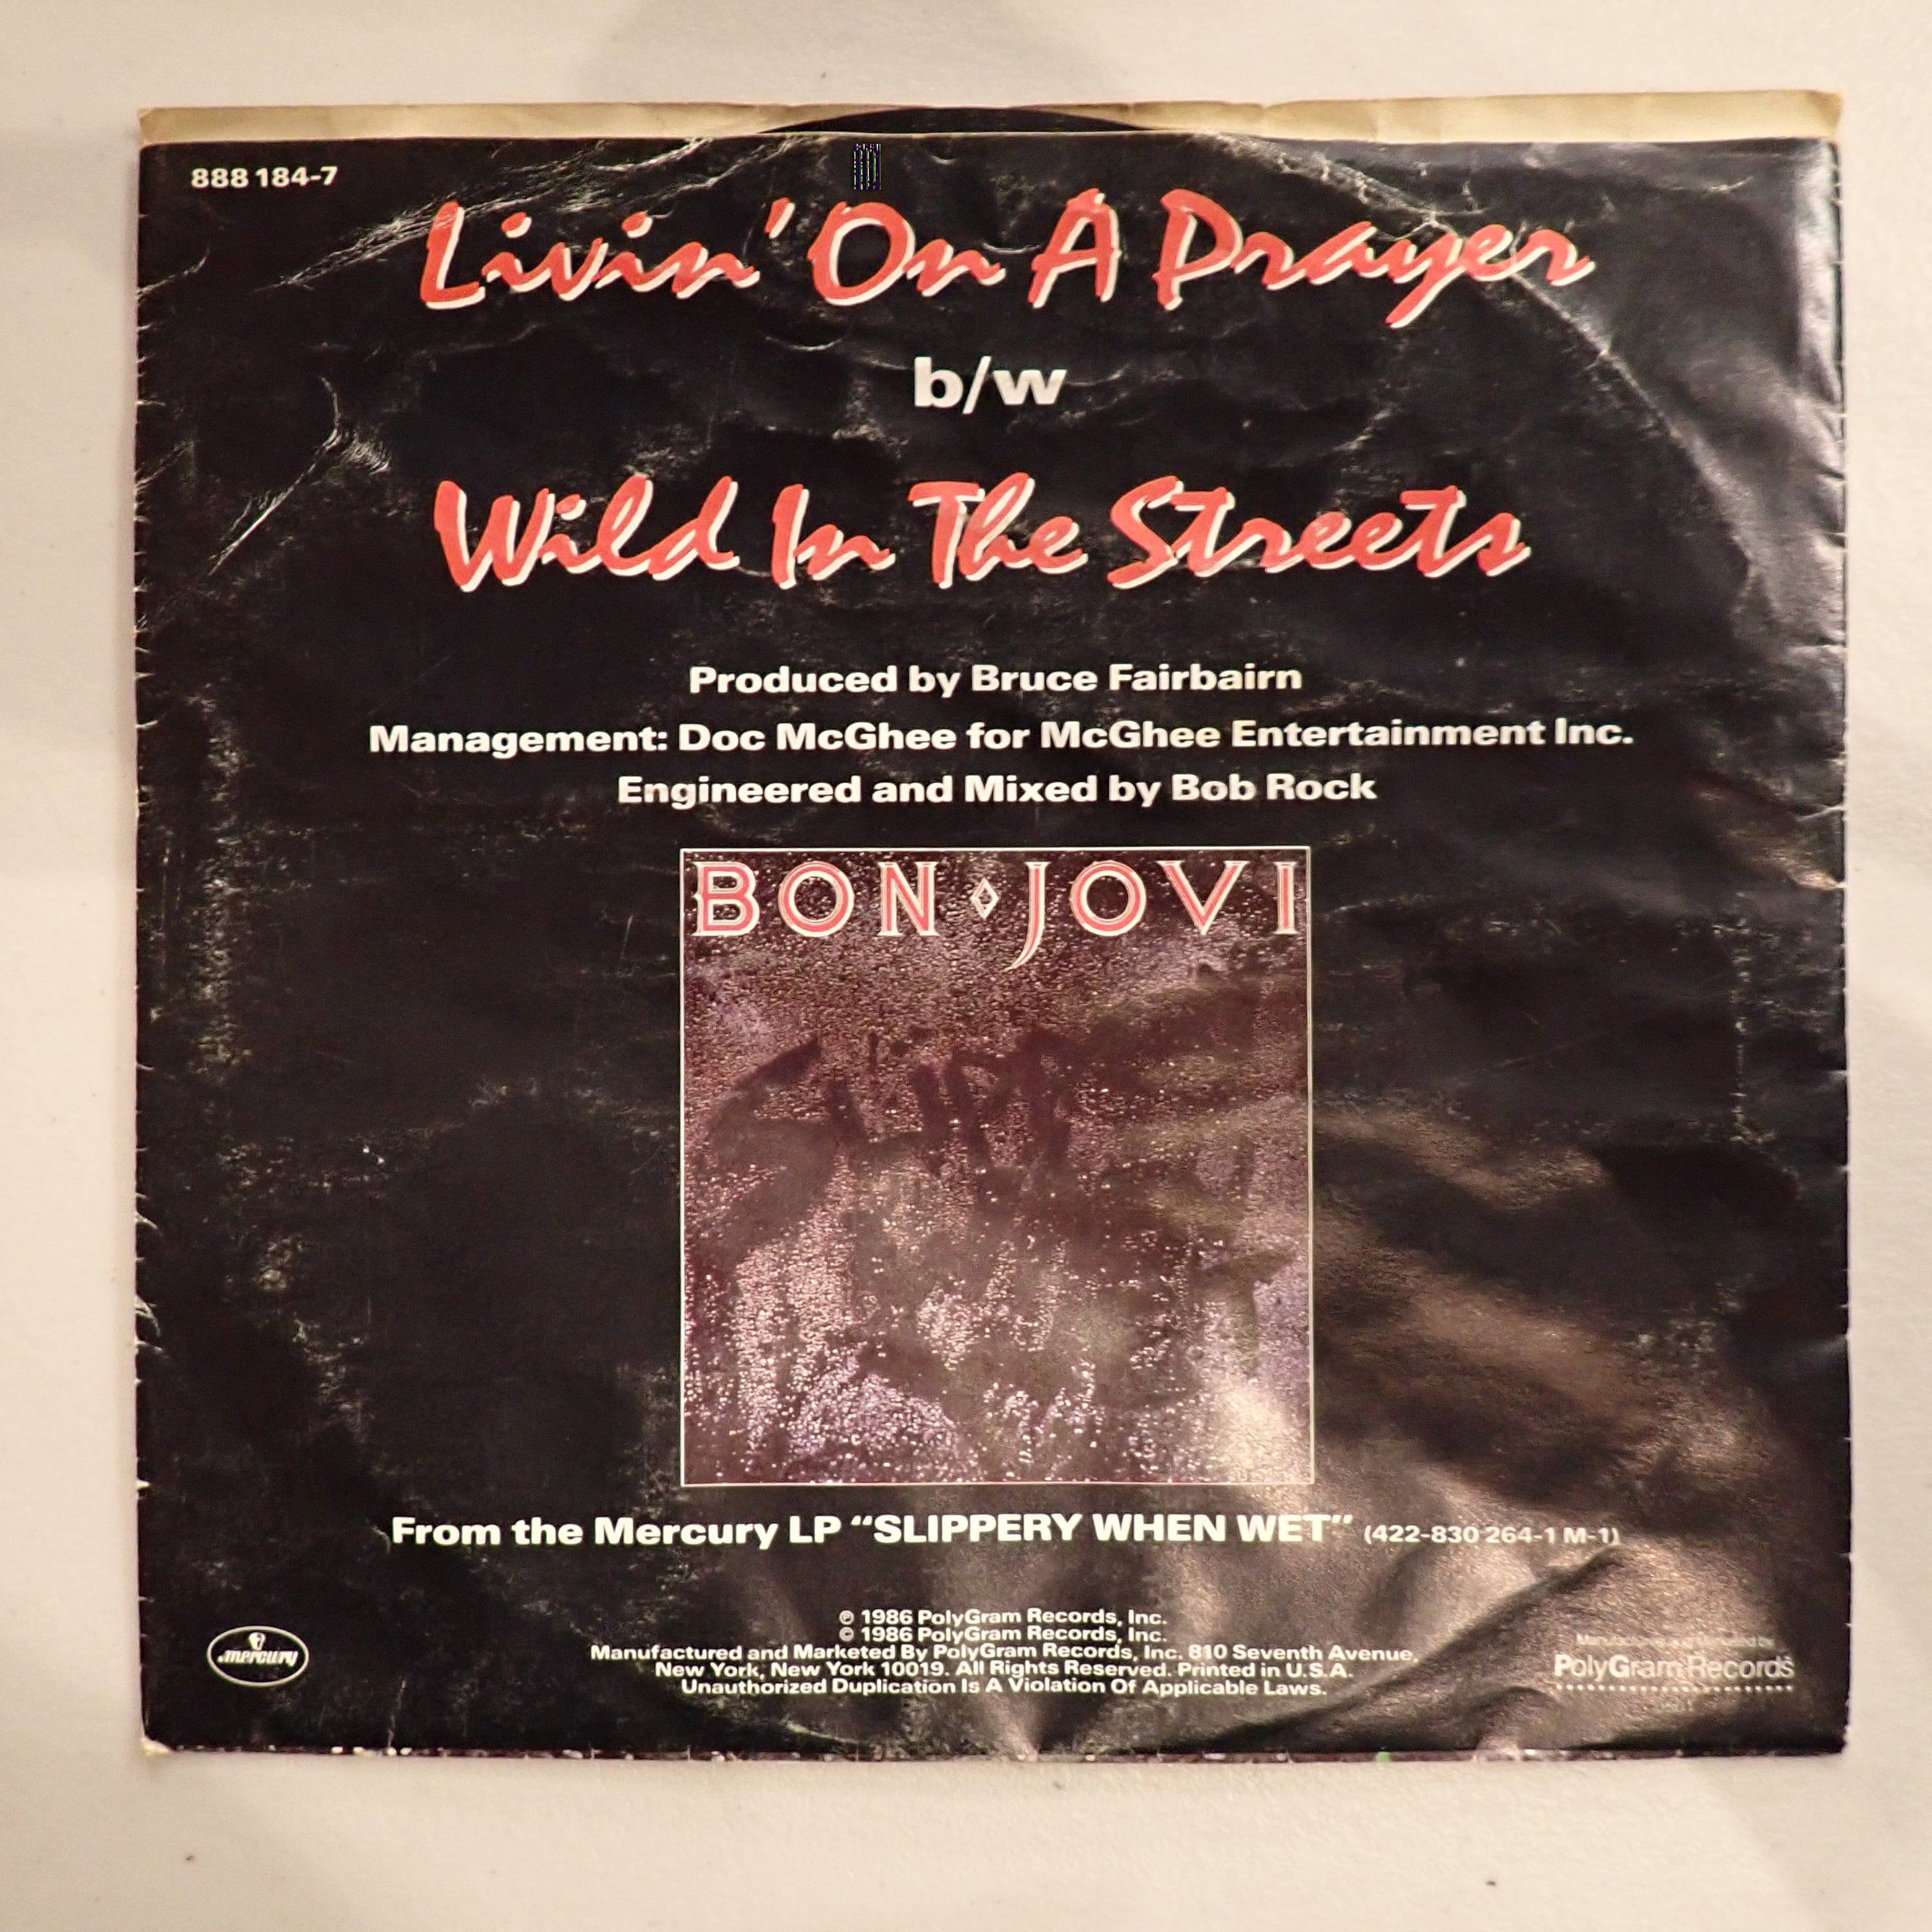 888 184-7
Livin' On A Prayer
b/w
Wild In The Streets
Produced by Bruce Fairbairn
Management: Doc McGhee for McGhee Entertainment Inc.
Engineered and Mixed by Bob Rock
BON JOVI
From the Mercury LP “SLIPPERY WHEN WET” (422-830 264-1 M-1)
℗ 1986 PolyGram Records, Inc.
© 1986 PolyGram Records, Inc.
Manufactured and Marketed By PolyGram Records, Inc. 810 Seventh Avenue,
New York, New York 10019. All Rights Reserved. Printed in U.S.A.
Unauthorized Duplication Is A Violation Of Applicable Laws.
mercury
PolyGram Records